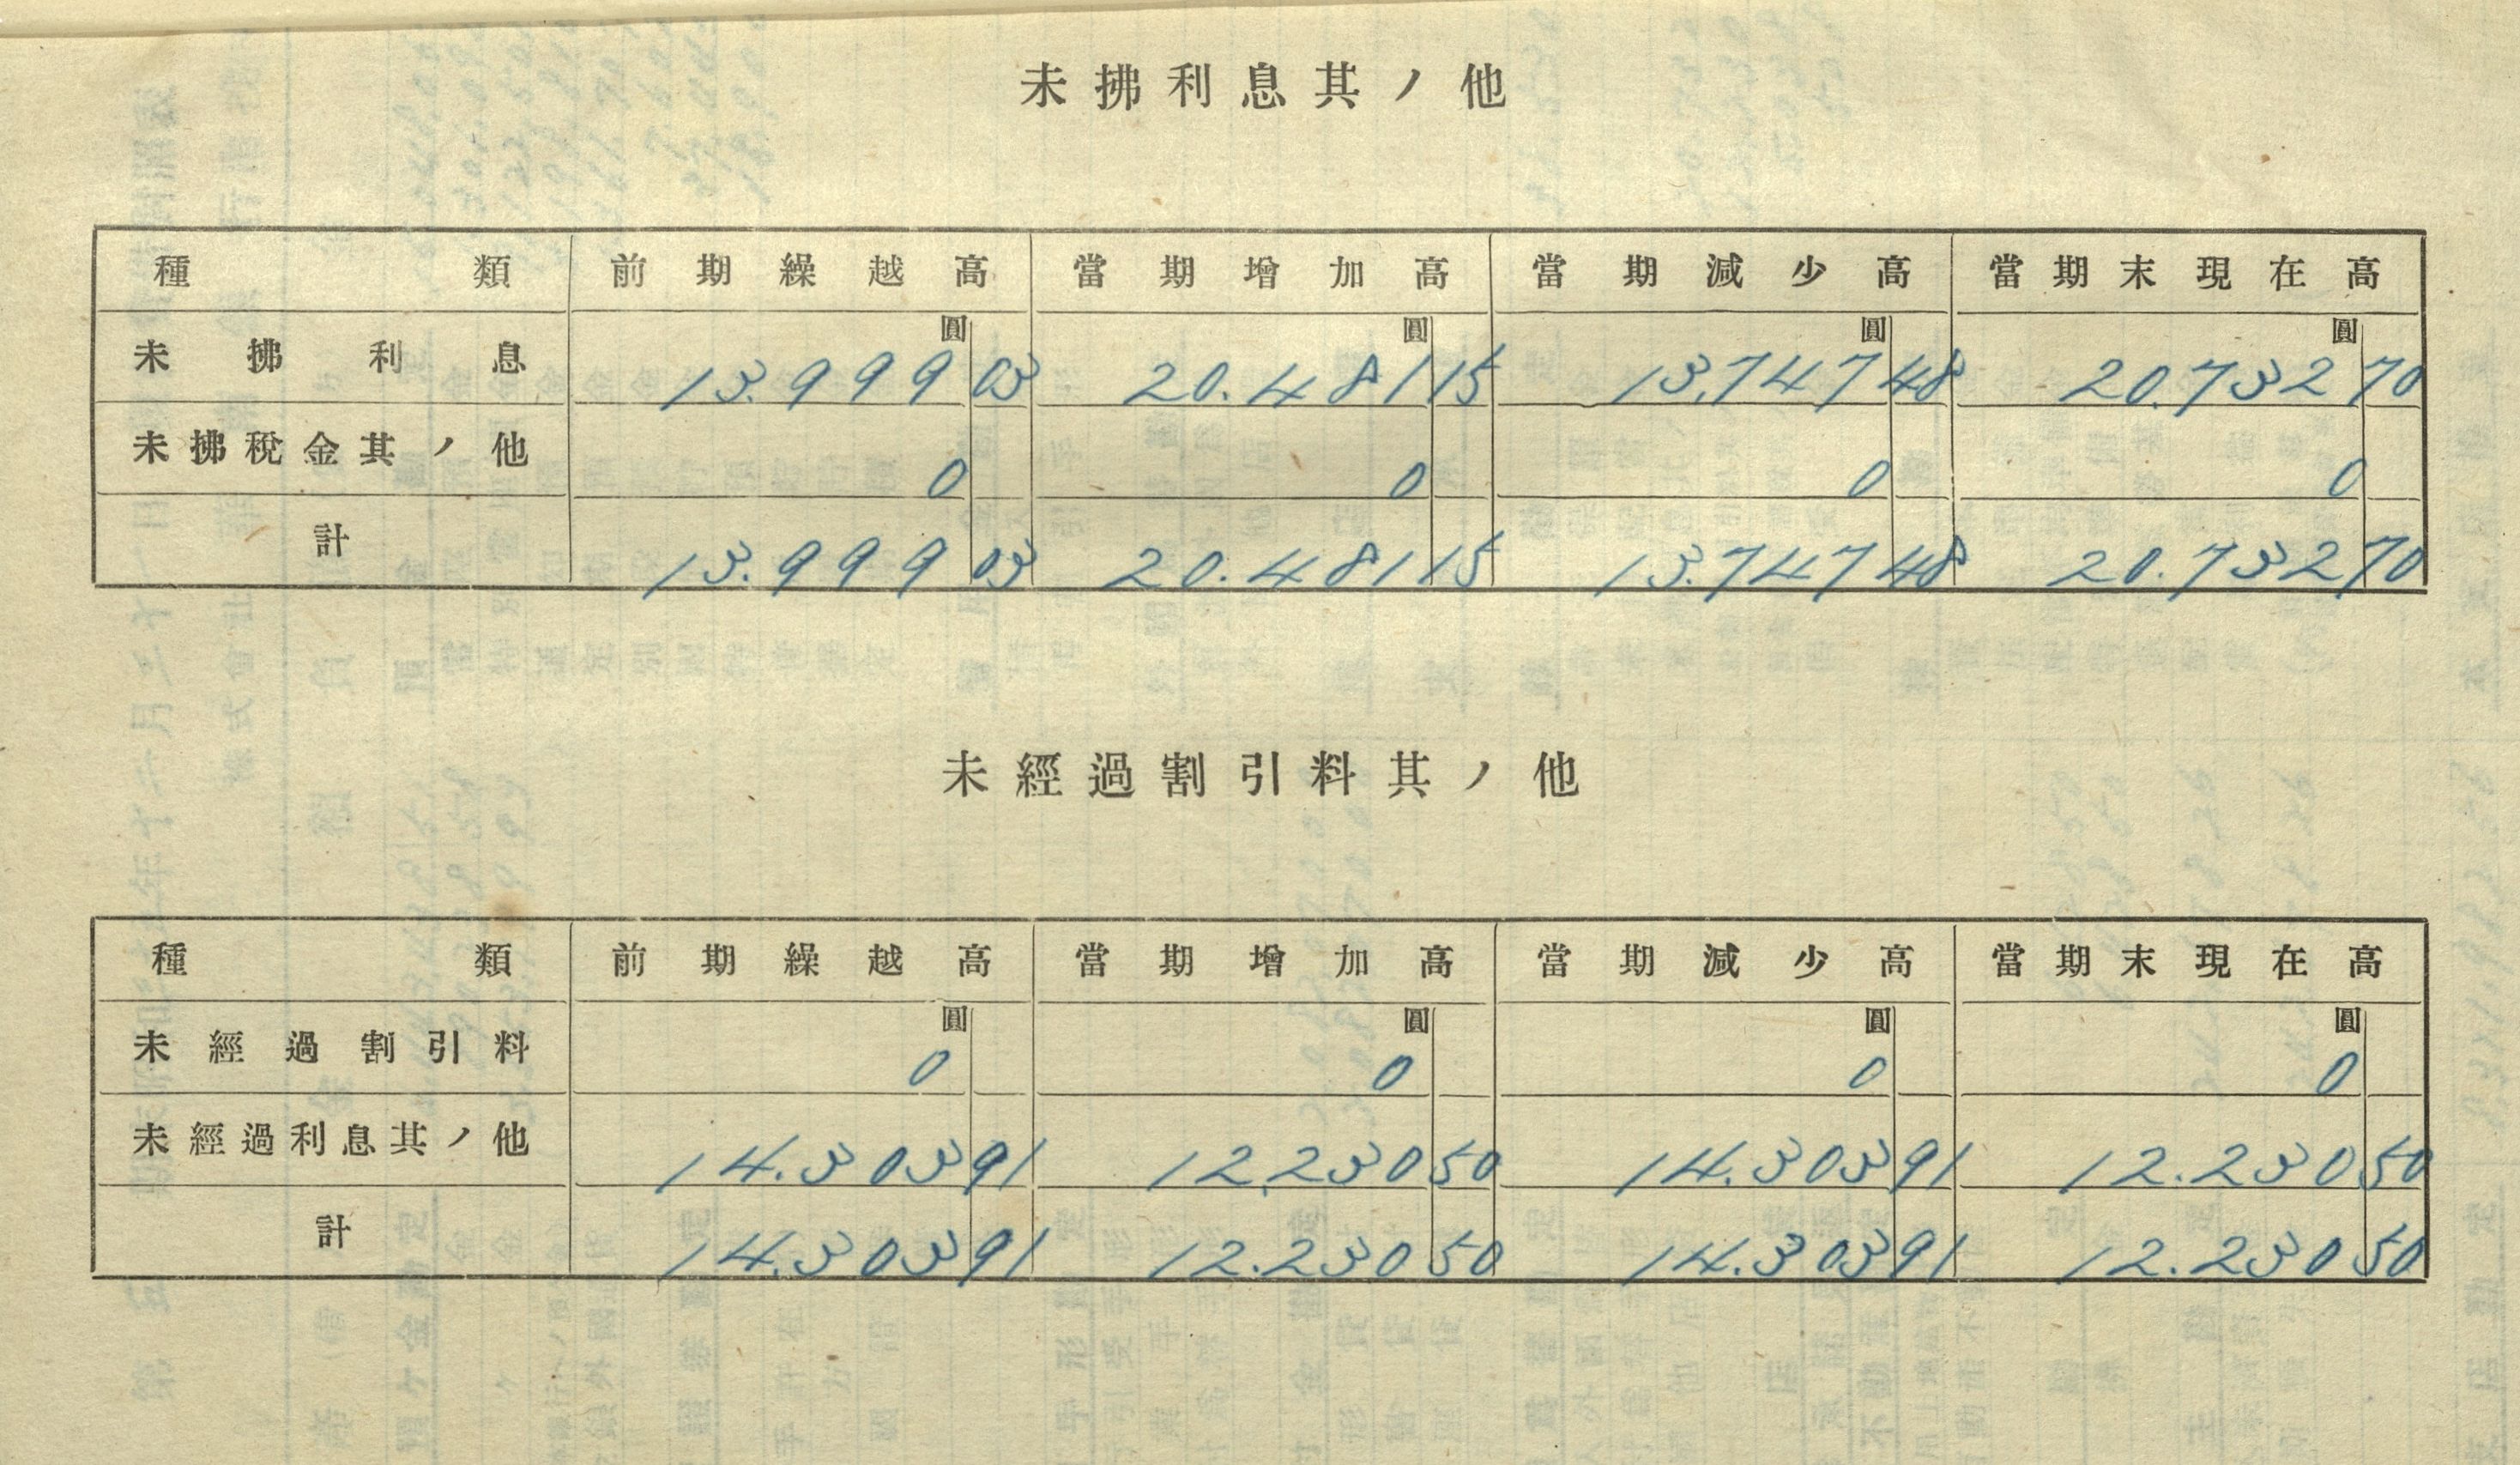 未拂利息其ノ他
種類 前期繰越高 當期增加高 當期減少高 當期末現在高
圓 圓 圓 圓
未拂利息 13.999 03 20.481 15 13.747 48 20.732 70
未拂稅金其ノ他 0 0 0 0
計 13.999 03 20.481 15 13.747 48 20.732 70
未經過割引料其ノ他
種類 前期繰越高 當期增加高 當期減少高 當期末現在高
圓 圓 圓 圓
未經過割引料 0 0 0 0
未經過利息其ノ他 14.303 91 12.230 50 14.303 91 12.230 50
計 14.303 91 12.230 50 14.303 91 12.230 50